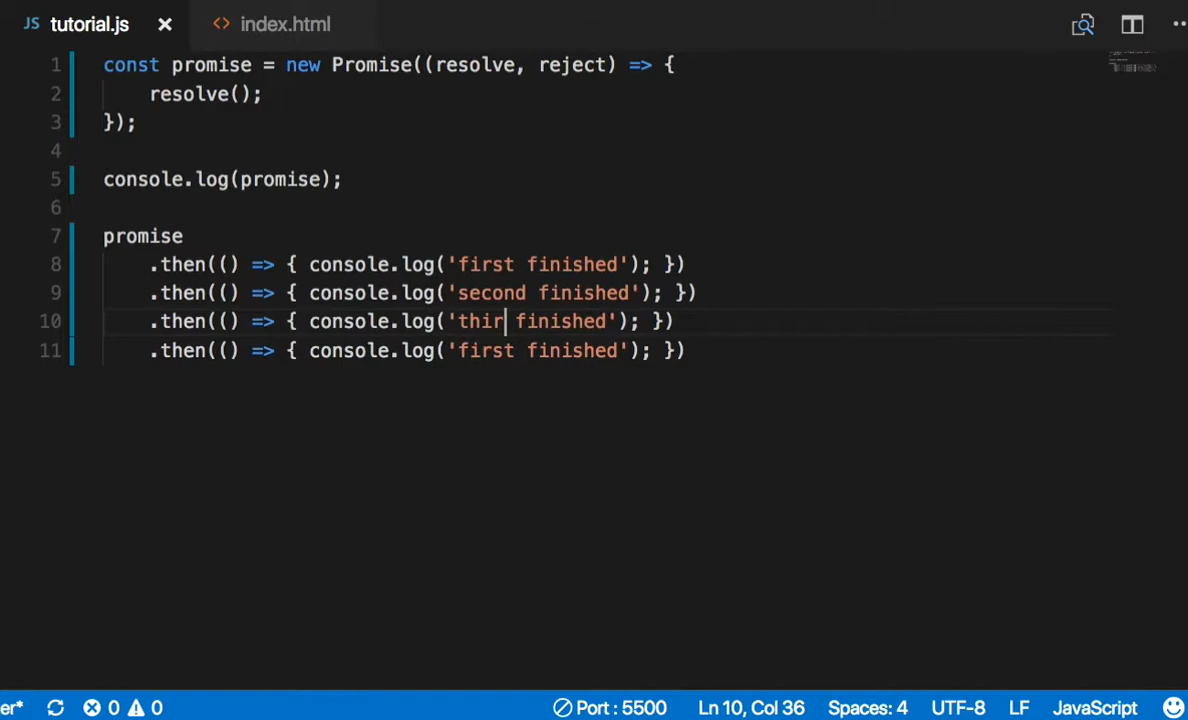 JS tutorial.js × <> index.html
1 const promise = new Promise((resolve, reject) => {
2 resolve();
3 });
4
5 console.log(promise);
6
7 promise
8 .then(() => { console.log('first finished'); })
9 .then(() => { console.log('second finished'); })
10 .then(() => { console.log('thir finished'); })
11 .then(() => { console.log('first finished'); })
er* 0 0 Port : 5500 Ln 10, Col 36 Spaces: 4 UTF-8 LF JavaScript